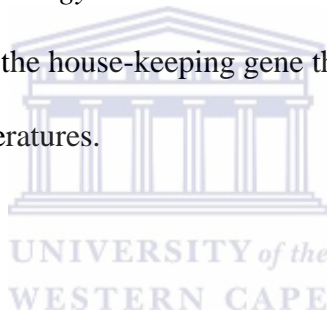 the house-keeping gene th
eratures.
UNIVERSITY of the
WESTERN CAPE